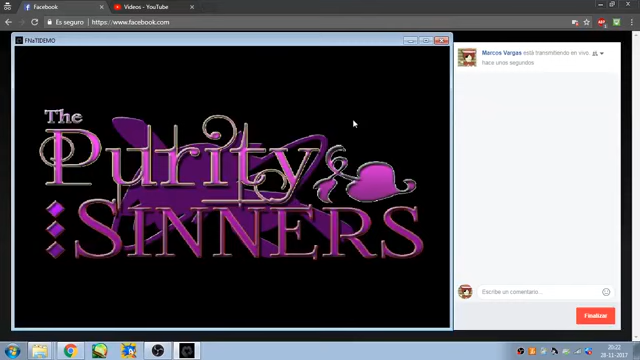 Facebook
Videos - YouTube
Es seguro
https://www.facebook.com
FNaTIDEMO
The
Purity
SINNERS
Marcos Vargas está transmitiendo en vivo.
hace unos segundos
Escribe un comentario...
Finalizar
20:22
28-11-2017